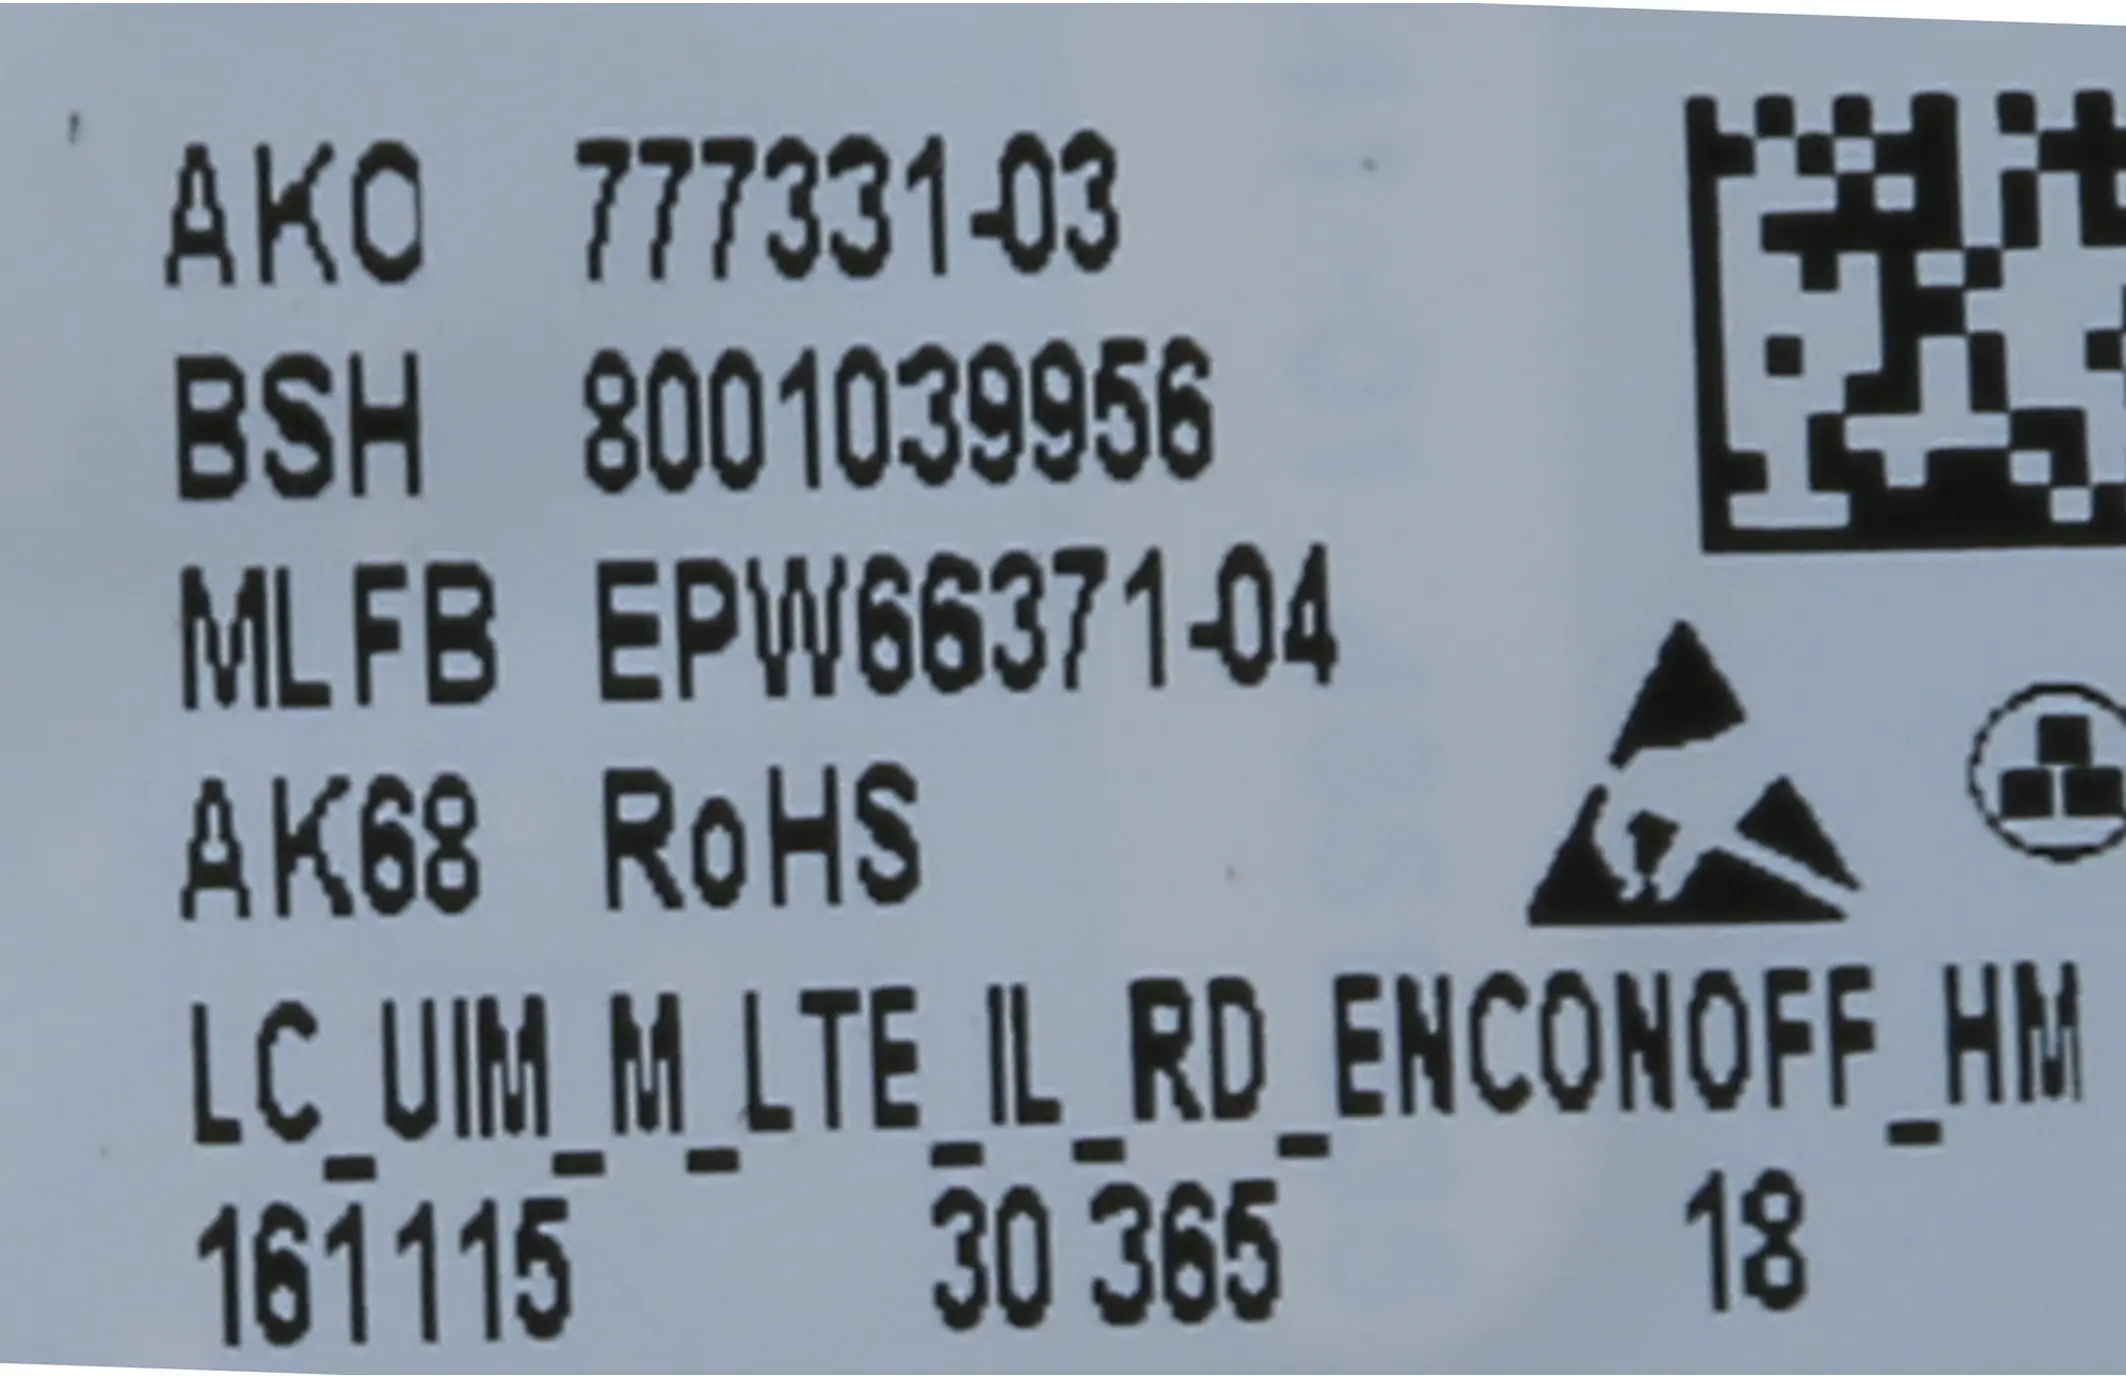 AKO 777331-03
BSH 8001039956
MLFB EPW66371-04
AK68 RoHS
LC_UIM_M_LTE_IL_RD_ENCONOFF_HM
161115 30 365 18